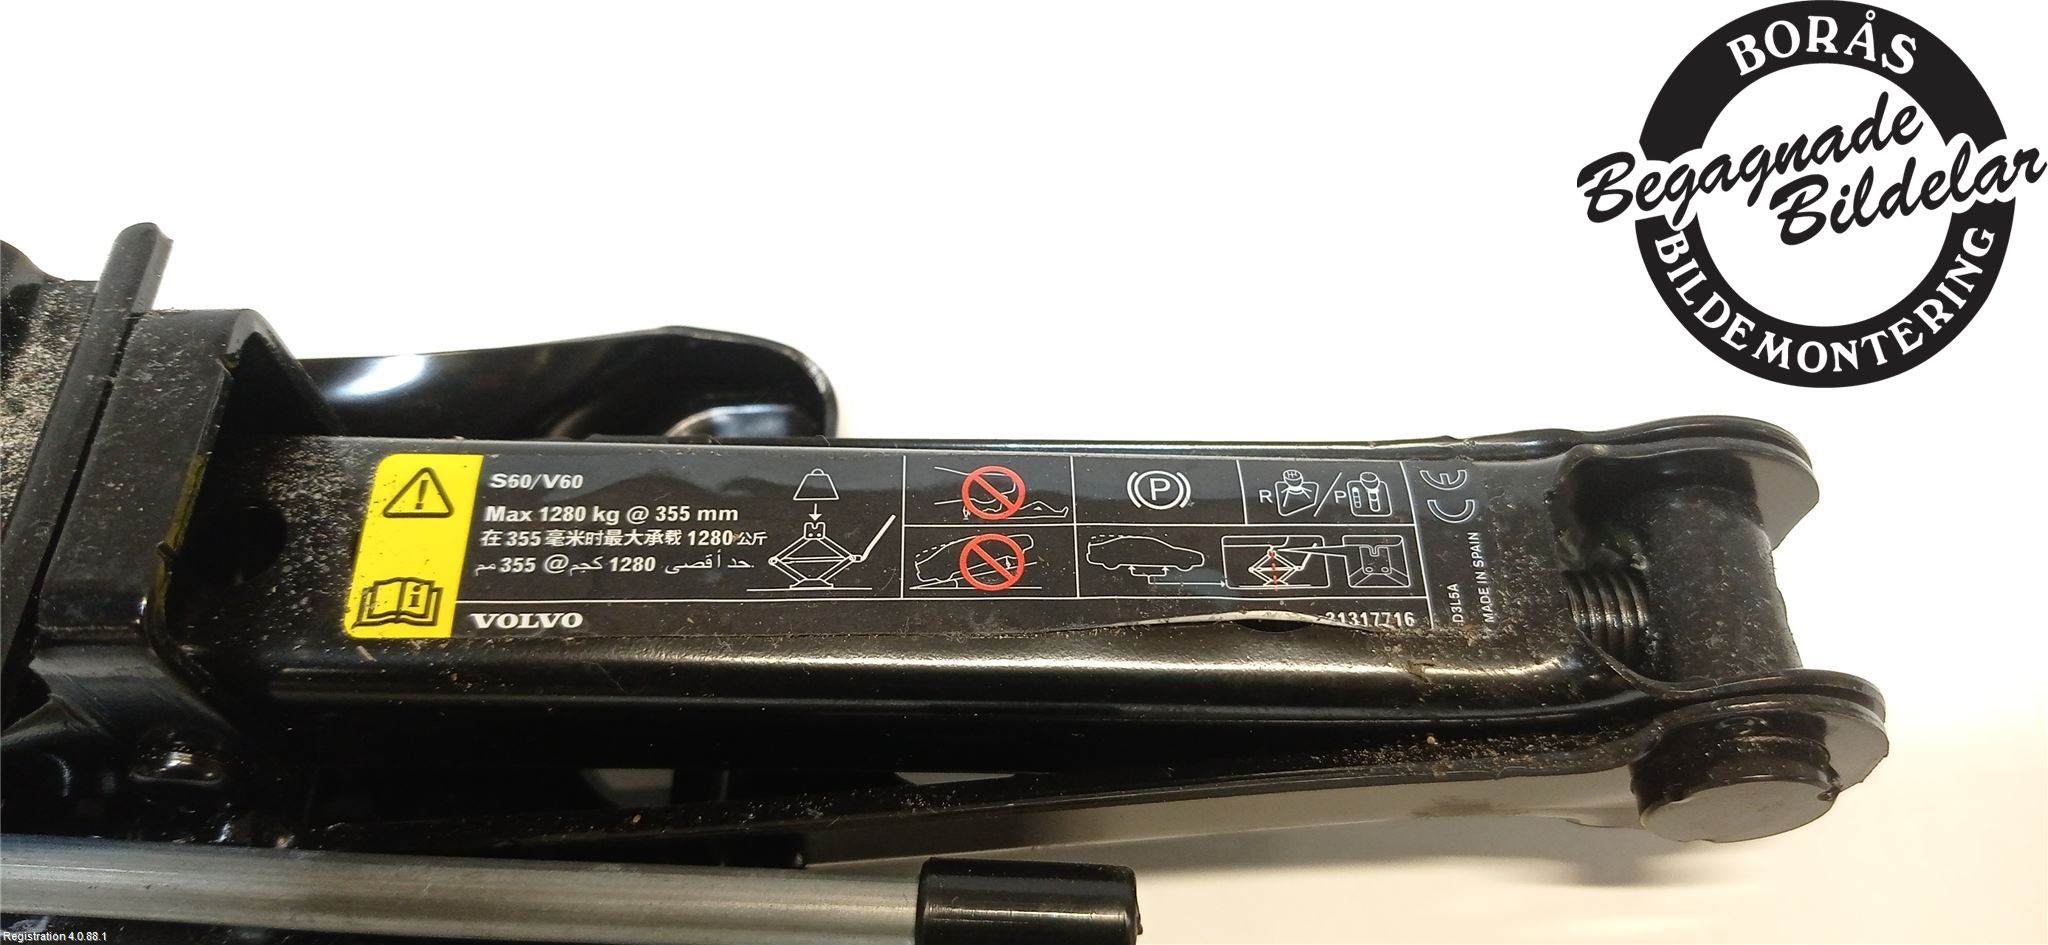 BORÅS
Begagnade
Bildelar
BILDEMONTERING
S60/V60
Max 1280 kg @ 355 mm
在 355 毫米时最大承载 1280 公斤
حد أقصى 1280 كجم@ 355 مم
VOLVO
P
R
P
31317716
CE
D3L5A
MADE IN SPAIN
Registration 4.0.88.1